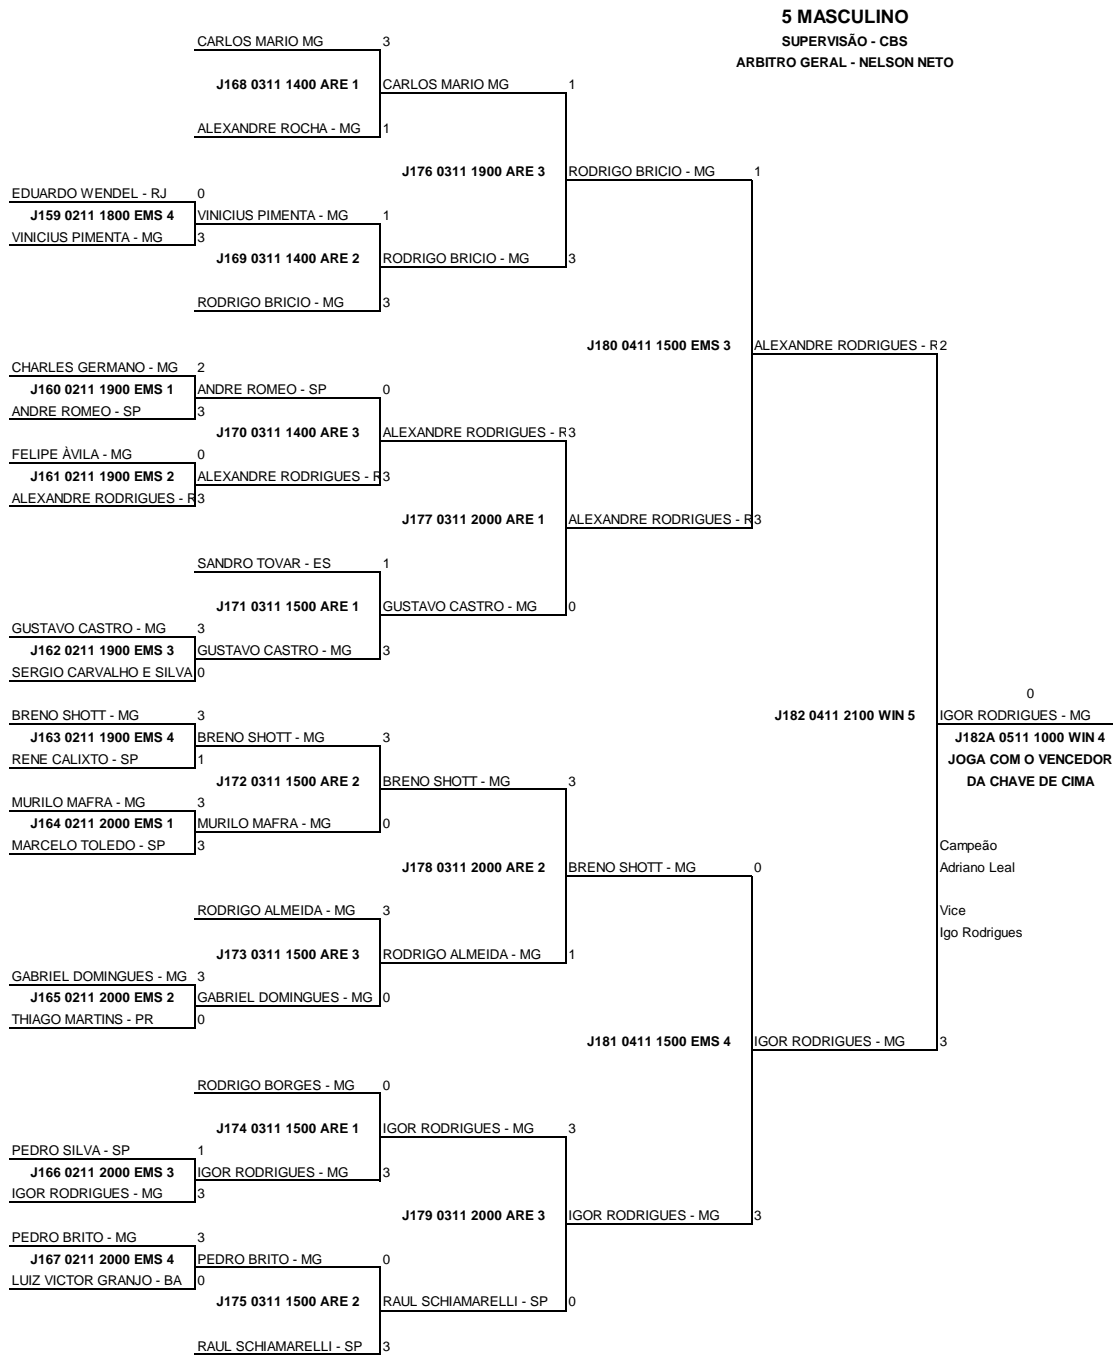 5 MASCULINO
SUPERVISÃO - CBS
ARBITRO GERAL - NELSON NETO
CARLOS MARIO MG 3
J168 0311 1400 ARE 1 CARLOS MARIO MG 1
ALEXANDRE ROCHA - MG 1
J176 0311 1900 ARE 3 RODRIGO BRICIO - MG 1
EDUARDO WENDEL - RJ 0
J159 0211 1800 EMS 4 VINICIUS PIMENTA - MG 1
VINICIUS PIMENTA - MG 3
J169 0311 1400 ARE 2 RODRIGO BRICIO - MG 3
RODRIGO BRICIO - MG 3
J180 0411 1500 EMS 3 ALEXANDRE RODRIGUES - R 2
CHARLES GERMANO - MG 2
J160 0211 1900 EMS 1 ANDRE ROMEO - SP 0
ANDRE ROMEO - SP 3
J170 0311 1400 ARE 3 ALEXANDRE RODRIGUES - R 3
FELIPE ÀVILA - MG 0
J161 0211 1900 EMS 2 ALEXANDRE RODRIGUES - R 3
ALEXANDRE RODRIGUES - R 3
J177 0311 2000 ARE 1 ALEXANDRE RODRIGUES - R 3
SANDRO TOVAR - ES 1
J171 0311 1500 ARE 1 GUSTAVO CASTRO - MG 0
GUSTAVO CASTRO - MG 3
J162 0211 1900 EMS 3 GUSTAVO CASTRO - MG 3
SERGIO CARVALHO E SILVA 0
0
BRENO SHOTT - MG 3
J182 0411 2100 WIN 5 IGOR RODRIGUES - MG
J163 0211 1900 EMS 4 BRENO SHOTT - MG 3
J182A 0511 1000 WIN 4
RENE CALIXTO - SP 1
JOGA COM O VENCEDOR
J172 0311 1500 ARE 2 BRENO SHOTT - MG 3
DA CHAVE DE CIMA
MURILO MAFRA - MG 3
J164 0211 2000 EMS 1 MURILO MAFRA - MG 0
MARCELO TOLEDO - SP 3
Campeão
J178 0311 2000 ARE 2 BRENO SHOTT - MG 0
Adriano Leal
RODRIGO ALMEIDA - MG 3
Vice
Igo Rodrigues
J173 0311 1500 ARE 3 RODRIGO ALMEIDA - MG 1
GABRIEL DOMINGUES - MG 3
J165 0211 2000 EMS 2 GABRIEL DOMINGUES - MG 0
THIAGO MARTINS - PR 0
J181 0411 1500 EMS 4 IGOR RODRIGUES - MG 3
RODRIGO BORGES - MG 0
J174 0311 1500 ARE 1 IGOR RODRIGUES - MG 3
PEDRO SILVA - SP 1
J166 0211 2000 EMS 3 IGOR RODRIGUES - MG 3
IGOR RODRIGUES - MG 3
J179 0311 2000 ARE 3 IGOR RODRIGUES - MG 3
PEDRO BRITO - MG 3
J167 0211 2000 EMS 4 PEDRO BRITO - MG 0
LUIZ VICTOR GRANJO - BA 0
J175 0311 1500 ARE 2 RAUL SCHIAMARELLI - SP 0
RAUL SCHIAMARELLI - SP 3